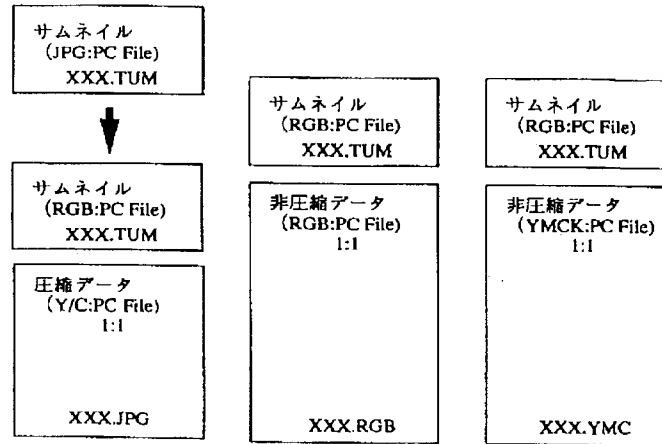 サムネイル
(JPG:PC File)
XXX.TUM
サムネイル
(RGB:PC File)
XXX.TUM
圧縮データ
(Y/C:PC File)
1:1
XXX.JPG
サムネイル
(RGB:PC File)
XXX.TUM
非圧縮データ
(RGB:PC File)
1:1
XXX.RGB
サムネイル
(RGB:PC File)
XXX.TUM
非圧縮データ
(YMCK:PC File)
1:1
XXX.YMC